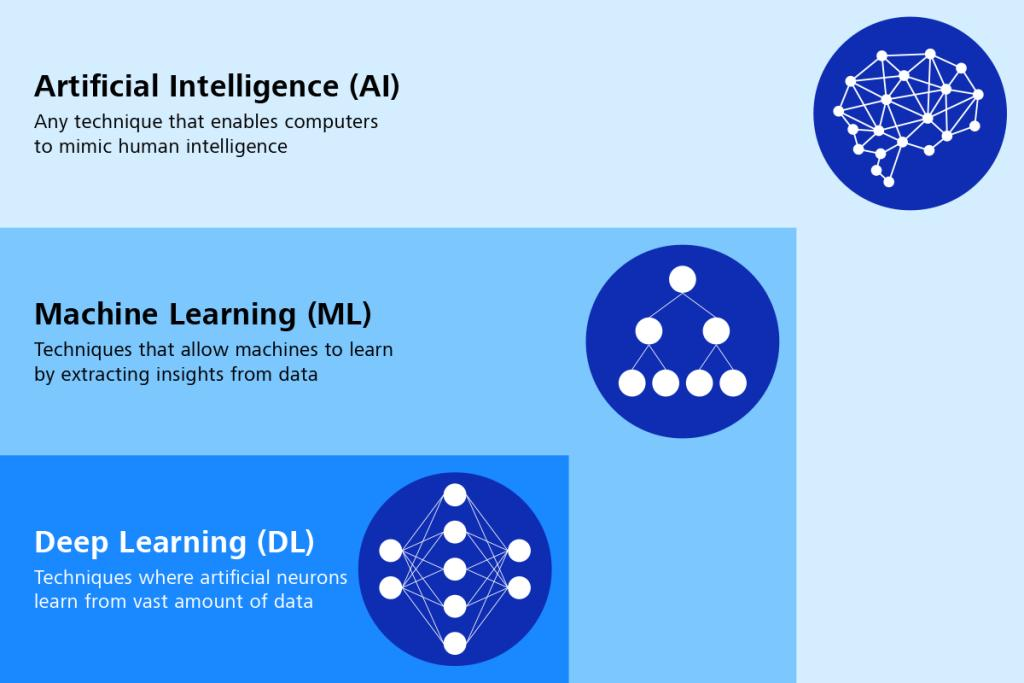 Artificial Intelligence (AI)
Any technique that enables computers
to mimic human intelligence
Machine Learning (ML)
Techniques that allow machines to learn
by extracting insights from data
Deep Learning (DL)
Techniques where artificial neurons
learn from vast amount of data